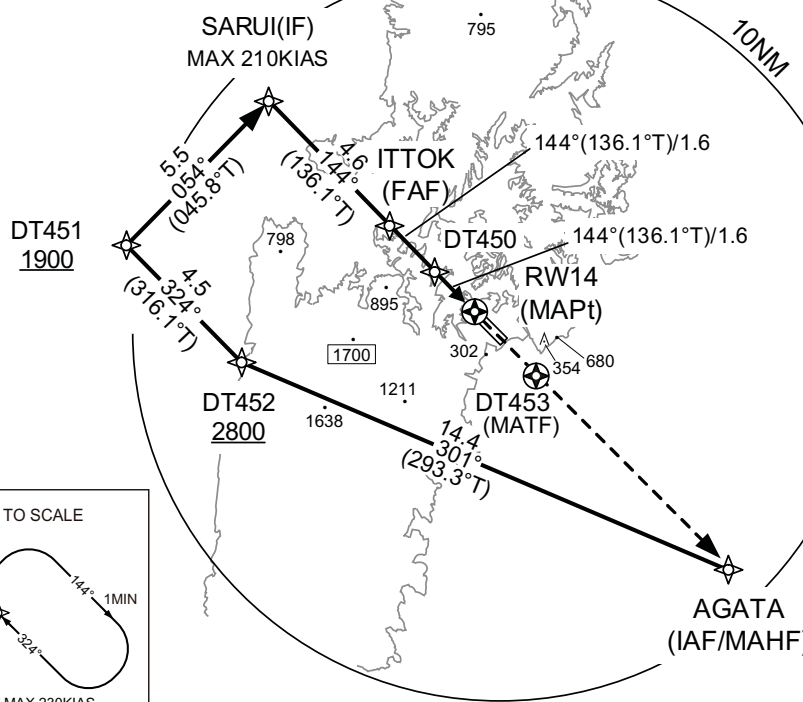 795
10NM
SARUI(IF)
MAX 210KIAS
4.6
144°
(136.1°T)
ITTOK
(FAF)
144°(136.1°T)/1.6
5.5
054°
(045.8°T)
DT451
1900
798
DT450
144°(136.1°T)/1.6
RW14
(MAPt)
4.5
324°
(316.1°T)
895
1700
302
A
354
680
DT452
2800
1638
1211
DT453
(MATF)
14.4
301°
(293.3°T)
TO SCALE
144°
1MIN
324°
MAX 230KIAS
AGATA
(IAF/MAHF)